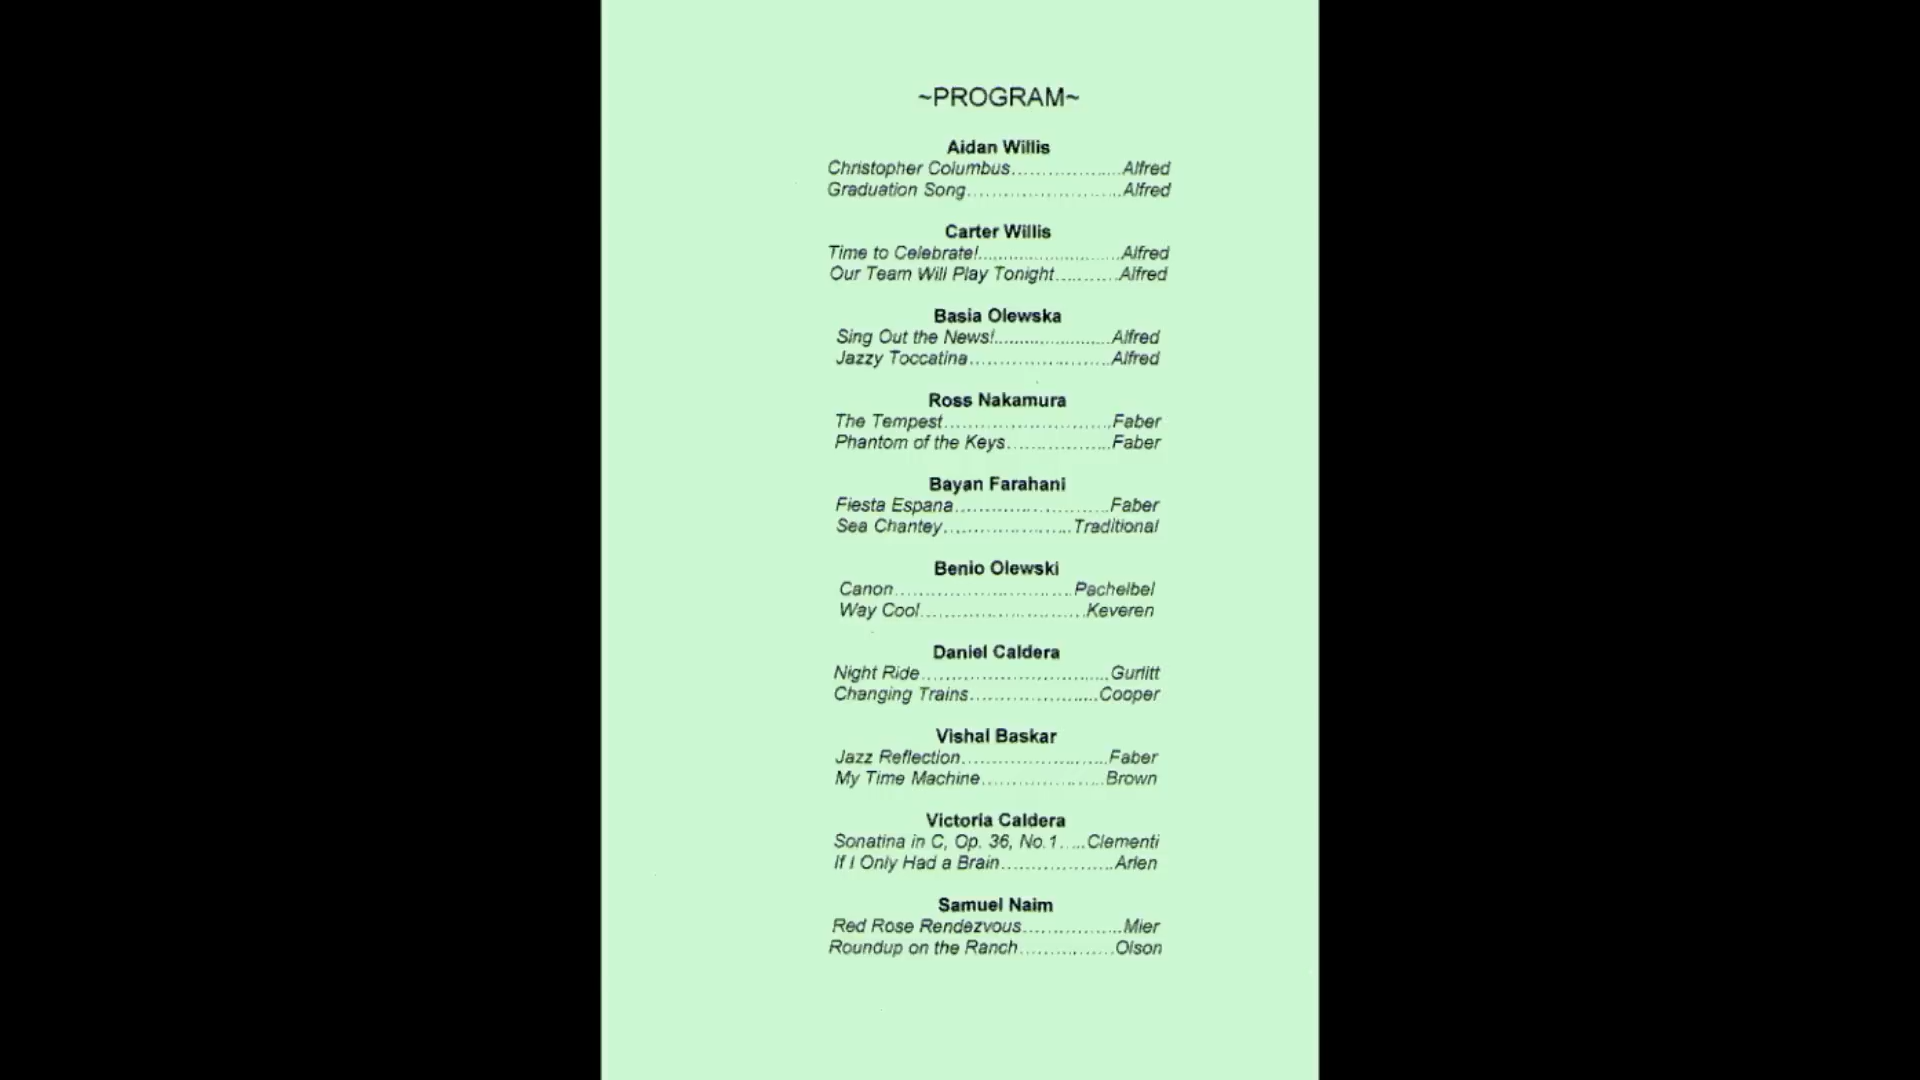 ~PROGRAM~
Aidan Willis
Christopher Columbus..................Alfred
Graduation Song..........................Alfred
Carter Willis
Time to Celebrate!........................Alfred
Our Team Will Play Tonight...........Alfred
Basia Olewska
Sing Out the News!.....................Alfred
Jazzy Toccatina........................Alfred
Ross Nakamura
The Tempest............................Faber
Phantom of the Keys..................Faber
Bayan Farahani
Fiesta Espana..........................Faber
Sea Chantey.....................Traditional
Benio Olewski
Canon..............................Pachelbel
Way Cool............................Keveren
Daniel Caldera
Night Ride................................Gurlitt
Changing Trains......................Cooper
Vishal Baskar
Jazz Reflection.........................Faber
My Time Machine.....................Brown
Victoria Caldera
Sonatina in C, Op. 36, No.1.....Clementi
If I Only Had a Brain...................Arlen
Samuel Naim
Red Rose Rendezvous.................Mier
Roundup on the Ranch................Olson